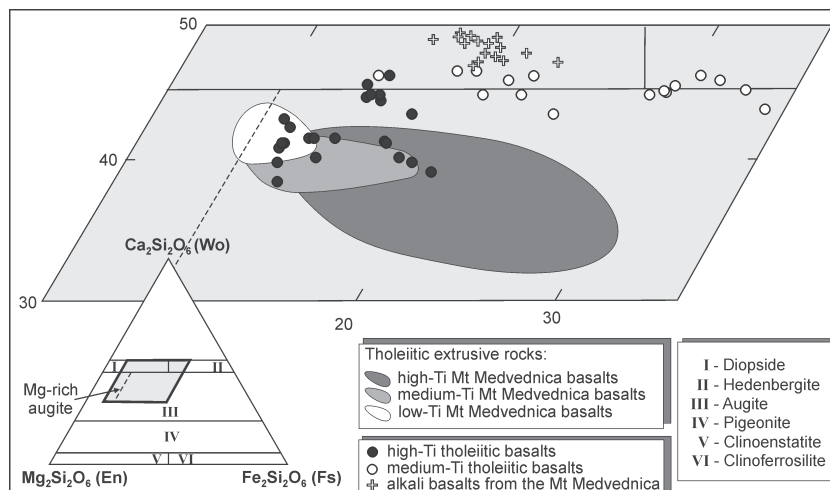 50
40
30
20
30
Ca₂Si₂O₆ (Wo)
I
II
Mg-rich
augite
III
IV
V
VI
Mg₂Si₂O₆ (En)
Fe₂Si₂O₆ (Fs)
Tholeiitic extrusive rocks:
high-Ti Mt Medvednica basalts
medium-Ti Mt Medvednica basalts
low-Ti Mt Medvednica basalts
high-Ti tholeiitic basalts
medium-Ti tholeiitic basalts
alkali basalts from the Mt Medvednica
I - Diopside
II - Hedenbergite
III - Augite
IV - Pigeonite
V - Clinoenstatite
VI - Clinoferrosilite